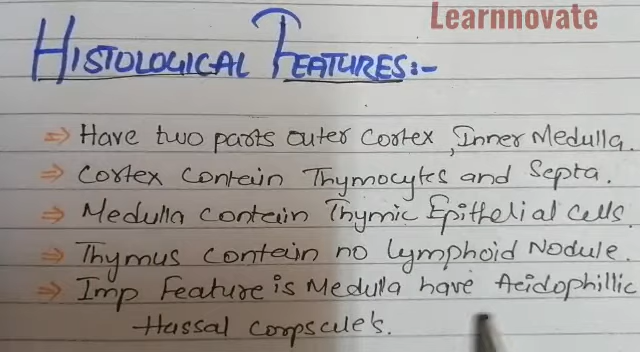 Learnnovate
HISTOLOGICAL FEATURES:-
⇒ Have two parts outer cortex, Inner Medulla.
⇒ Cortex contain Thymocytes and Septa.
⇒ Medulla contain Thymic Epithelial cells.
⇒ Thymus contain no lymphoid Nodule.
⇒ Imp Feature is Medulla have Acidophillic
Hassal corpscule's.